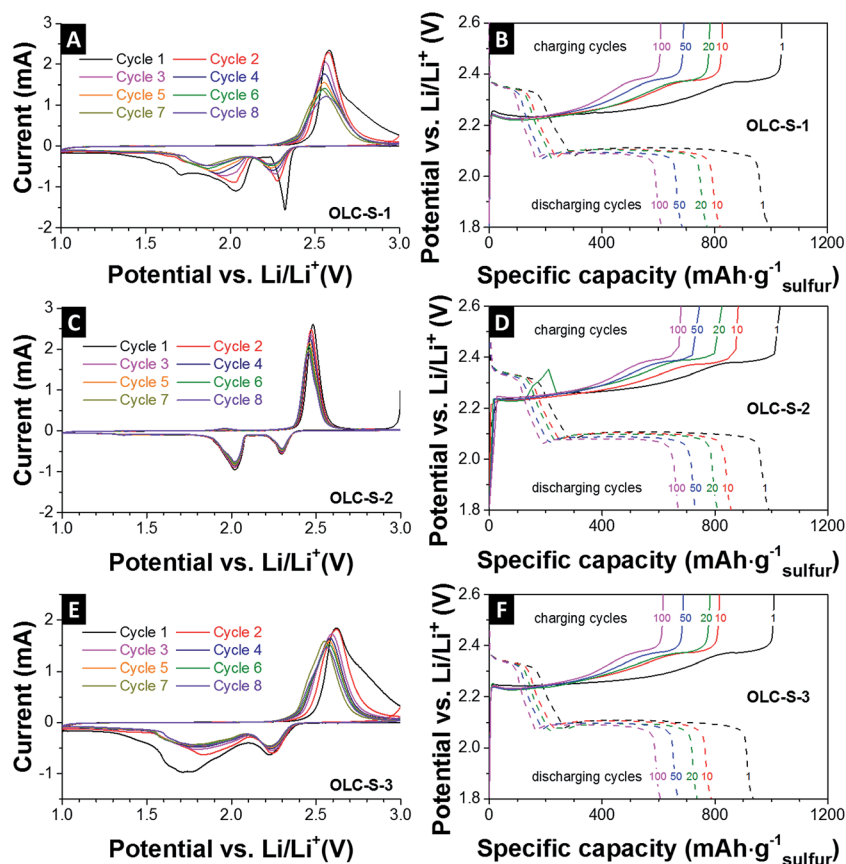 A
Current (mA)
3
2
1
0
-1
-2
Cycle 1 Cycle 2
Cycle 3 Cycle 4
Cycle 5 Cycle 6
Cycle 7 Cycle 8
OLC-S-1
1.0 1.5 2.0 2.5 3.0
Potential vs. Li/Li⁺(V)
B
Potential vs. Li/Li⁺ (V)
2.6
2.4
2.2
2.0
1.8
charging cycles
100 50 20 10 1
OLC-S-1
discharging cycles
100 50 20 10 1
0 400 800 1200
Specific capacity (mAh·g⁻¹sulfur)
C
Current (mA)
3
2
1
0
-1
-2
Cycle 1 Cycle 2
Cycle 3 Cycle 4
Cycle 5 Cycle 6
Cycle 7 Cycle 8
OLC-S-2
1.0 1.5 2.0 2.5 3.0
Potential vs. Li/Li⁺(V)
D
Potential vs. Li/Li⁺ (V)
2.6
2.4
2.2
2.0
1.8
charging cycles
100 50 20 10 1
OLC-S-2
discharging cycles
100 50 20 10 1
0 400 800 1200
Specific capacity (mAh·g⁻¹sulfur)
E
Current (mA)
2
1
0
-1
Cycle 1 Cycle 2
Cycle 3 Cycle 4
Cycle 5 Cycle 6
Cycle 7 Cycle 8
OLC-S-3
1.0 1.5 2.0 2.5 3.0
Potential vs. Li/Li⁺(V)
F
Potential vs. Li/Li⁺ (V)
2.6
2.4
2.2
2.0
1.8
charging cycles
100 50 20 10 1
OLC-S-3
discharging cycles
100 50 20 10 1
0 400 800 1200
Specific capacity (mAh·g⁻¹sulfur)